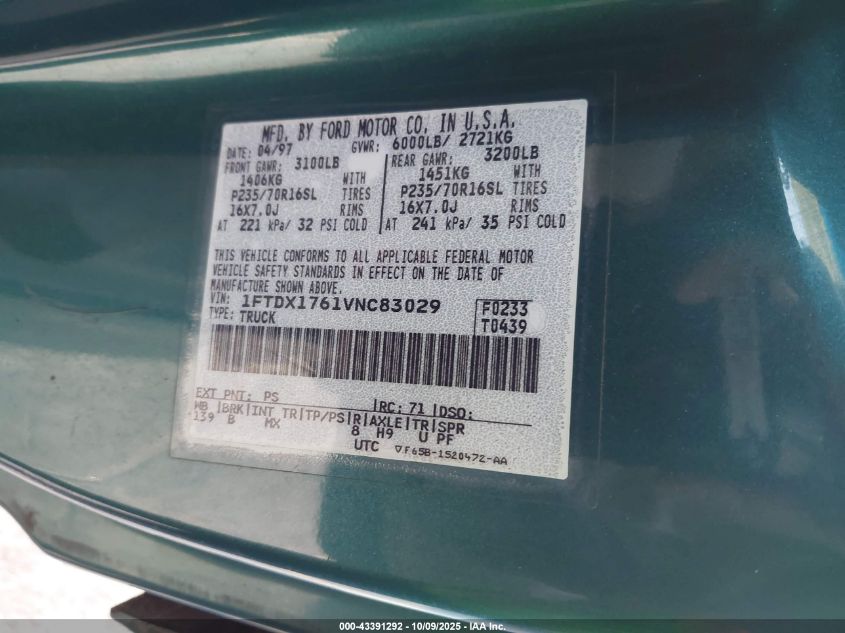 MFD. BY FORD MOTOR CO. IN U.S.A.
DATE: 04/97 GVWR: 6000LB/ 2721KG
FRONT GAWR: 3100LB REAR GAWR: 3200LB
1406KG WITH 1451KG WITH
P235/70R16SL TIRES P235/70R16SL TIRES
16X7.0J RIMS 16X7.0J RIMS
AT 221 kPa/ 32 PSI COLD AT 241 kPa/ 35 PSI COLD
THIS VEHICLE CONFORMS TO ALL APPLICABLE FEDERAL MOTOR
VEHICLE SAFETY STANDARDS IN EFFECT ON THE DATE OF
MANUFACTURE SHOWN ABOVE.
VIN: 1FTDX1761VNC83029 F0233
TYPE: TRUCK T0439
EXT PNT: PS RC: 71 DSO:
WB |BRK|INT TR|TP/PS|R|AXLE|TR|SPR
139 B MX 8 H9 U PF
UTC ▽F65B-1520472-AA
000-43391292 - 10/09/2025 - IAA, Inc.